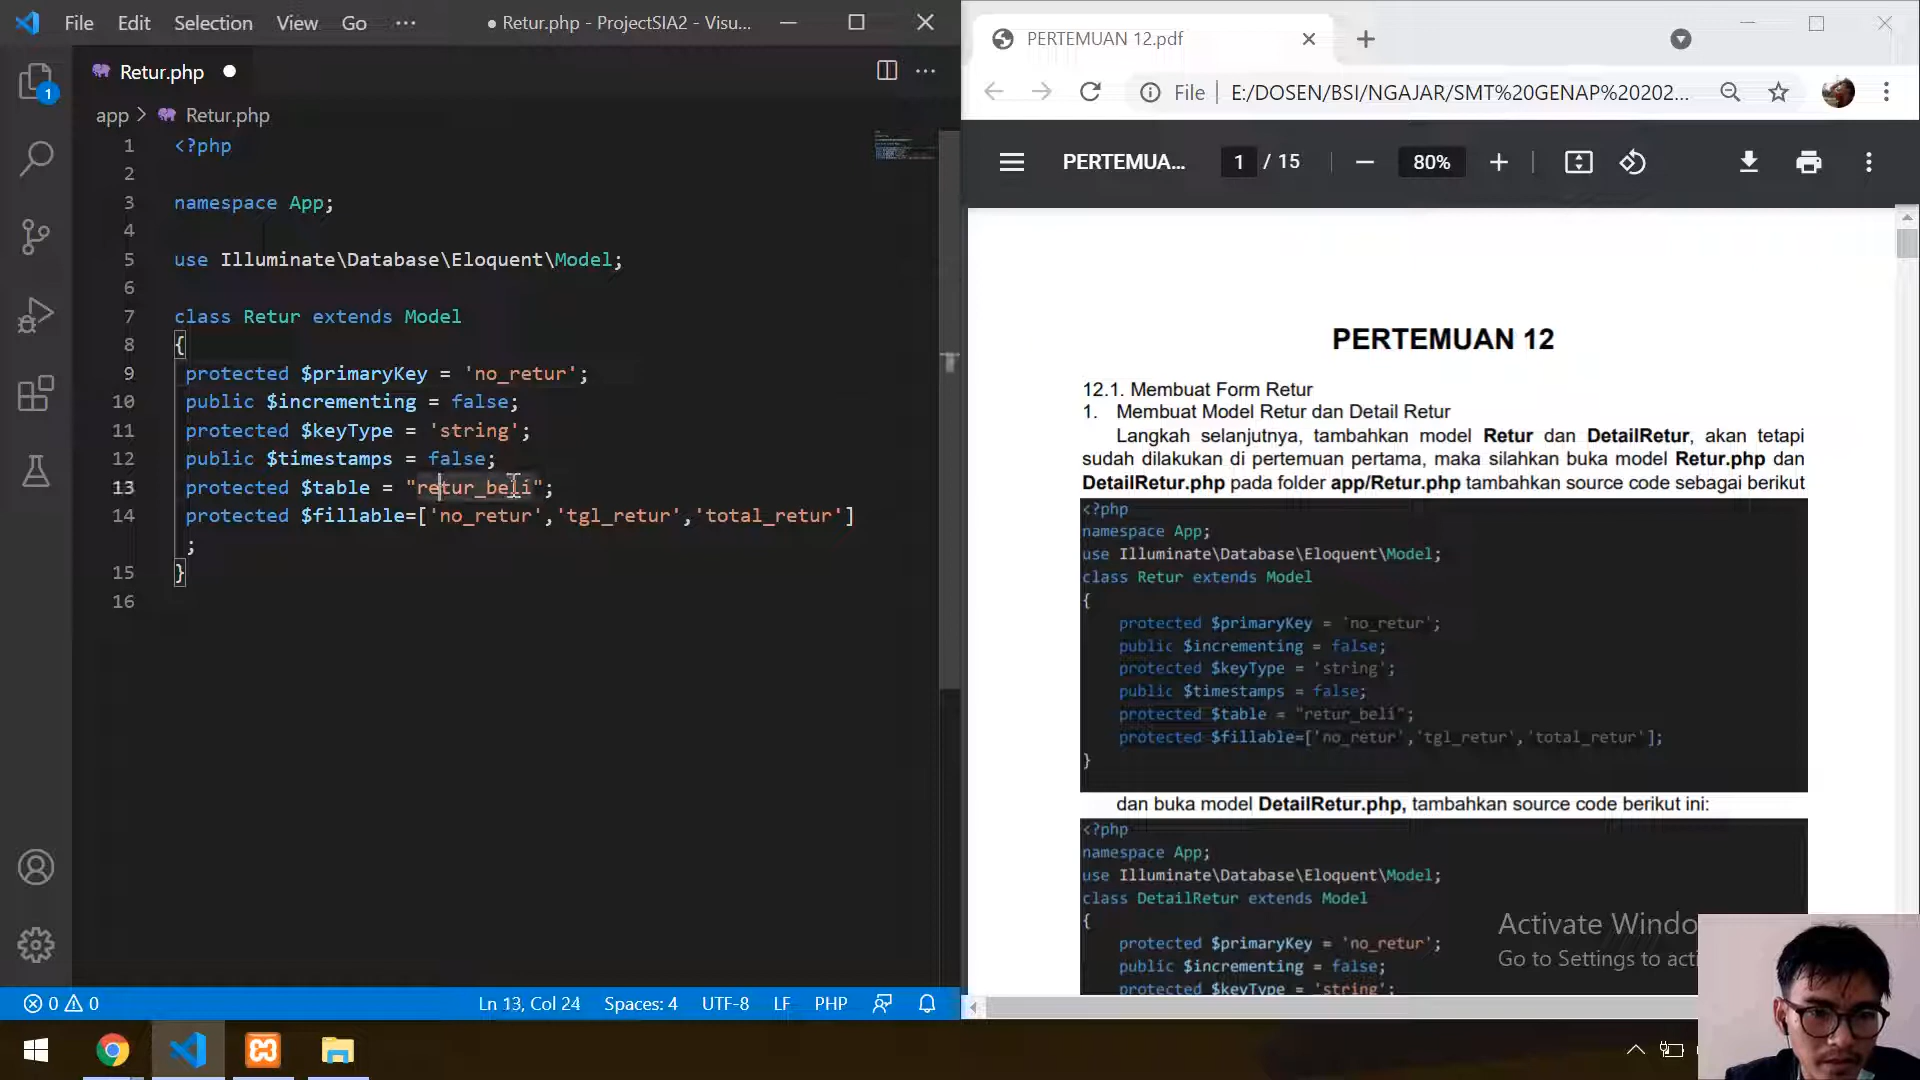 File Edit Selection View Go ··· ● Retur.php - ProjectSIA2 - Visu...
Retur.php ●
app > Retur.php
1 <?php
2
3 namespace App;
4
5 use Illuminate\Database\Eloquent\Model;
6
7 class Retur extends Model
8 {
9 protected $primaryKey = 'no_retur';
10 public $incrementing = false;
11 protected $keyType = 'string';
12 public $timestamps = false;
13 protected $table = "retur_beli";
14 protected $fillable=['no_retur','tgl_retur','total_retur']
;
15 }
16
1
0 0
Ln 13, Col 24 Spaces: 4 UTF-8 LF PHP
PERTEMUAN 12.pdf
File E:/DOSEN/BSI/NGAJAR/SMT%20GENAP%20202...
PERTEMUA... 1 / 15 80%
PERTEMUAN 12
12.1. Membuat Form Retur
1. Membuat Model Retur dan Detail Retur
Langkah selanjutnya, tambahkan model Retur dan DetailRetur, akan tetapi
sudah dilakukan di pertemuan pertama, maka silahkan buka model Retur.php dan
DetailRetur.php pada folder app/Retur.php tambahkan source code sebagai berikut
<?php
namespace App;
use Illuminate\Database\Eloquent\Model;
class Retur extends Model
{
protected $primaryKey = 'no_retur';
public $incrementing = false;
protected $keyType = 'string';
public $timestamps = false;
protected $table = "retur_beli";
protected $fillable=['no_retur','tgl_retur','total_retur'];
}
dan buka model DetailRetur.php, tambahkan source code berikut ini:
<?php
namespace App;
use Illuminate\Database\Eloquent\Model;
class DetailRetur extends Model
{
protected $primaryKey = 'no_retur';
public $incrementing = false;
protected $keyType = 'string';
Activate Windo
Go to Settings to acti